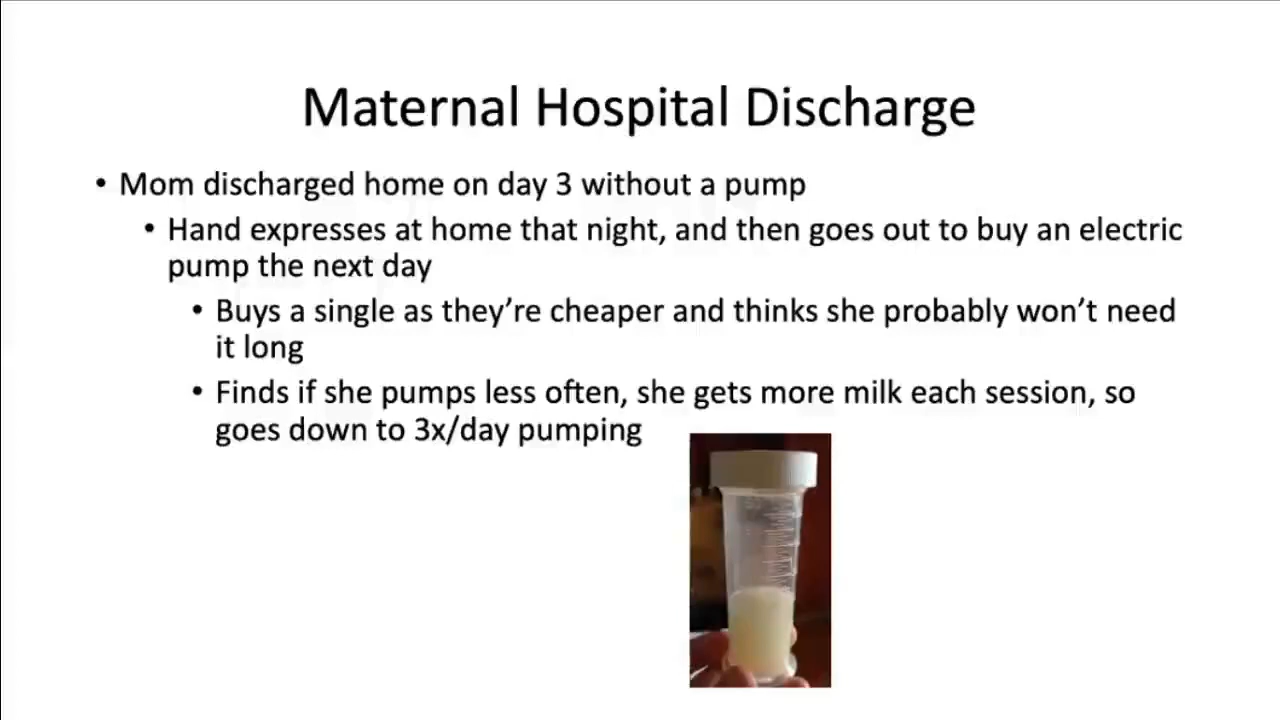 Maternal Hospital Discharge
• Mom discharged home on day 3 without a pump
• Hand expresses at home that night, and then goes out to buy an electric
pump the next day
• Buys a single as they’re cheaper and thinks she probably won’t need
it long
• Finds if she pumps less often, she gets more milk each session, so
goes down to 3x/day pumping